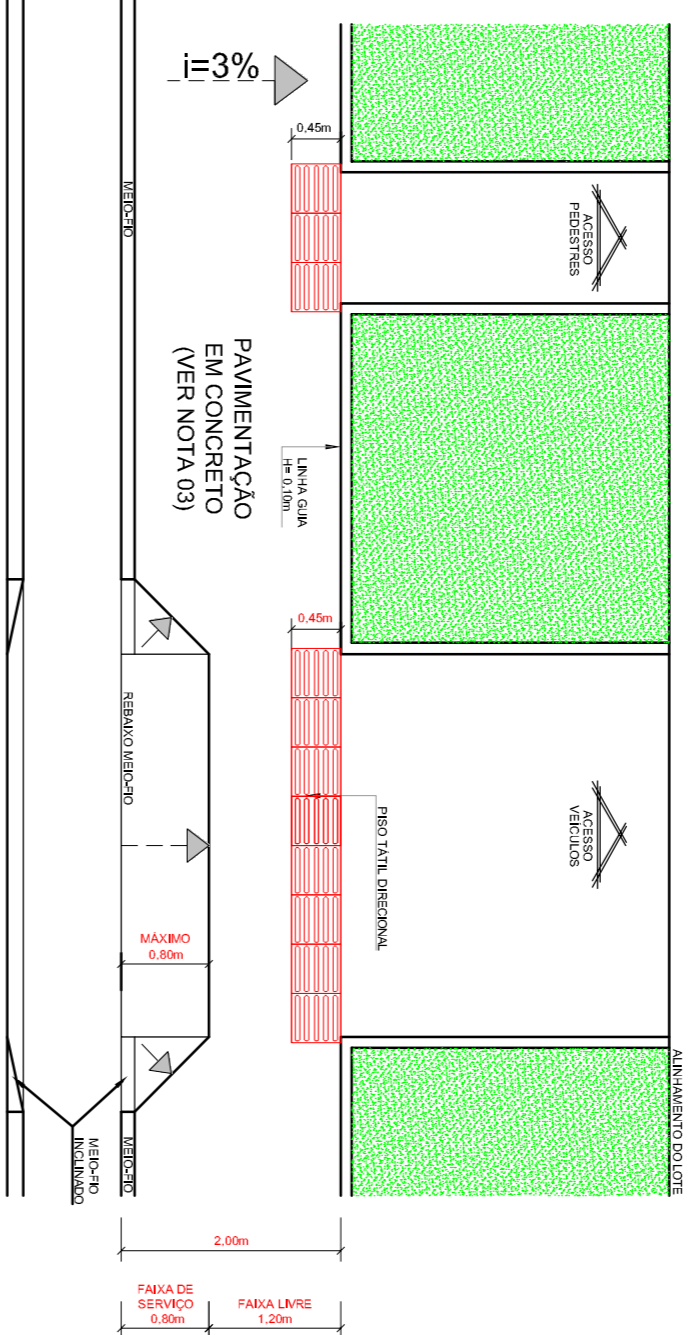 i=3%
0,45m
MEIO-FIO
ACESSO
PEDESTRES
PAVIMENTAÇÃO
EM CONCRETO
(VER NOTA 03)
LINHA GUIA
H= 0,10m
0,45m
REBAIXO MEIO-FIO
PISO TÁTIL DIRECIONAL
ACESSO
VEÍCULOS
MÁXIMO
0,80m
ALINHAMENTO DO LOTE
MEIO-FIO
INCLINADO
MEIO-FIO
2,00m
FAIXA DE
SERVIÇO
0,80m
FAIXA LIVRE
1,20m